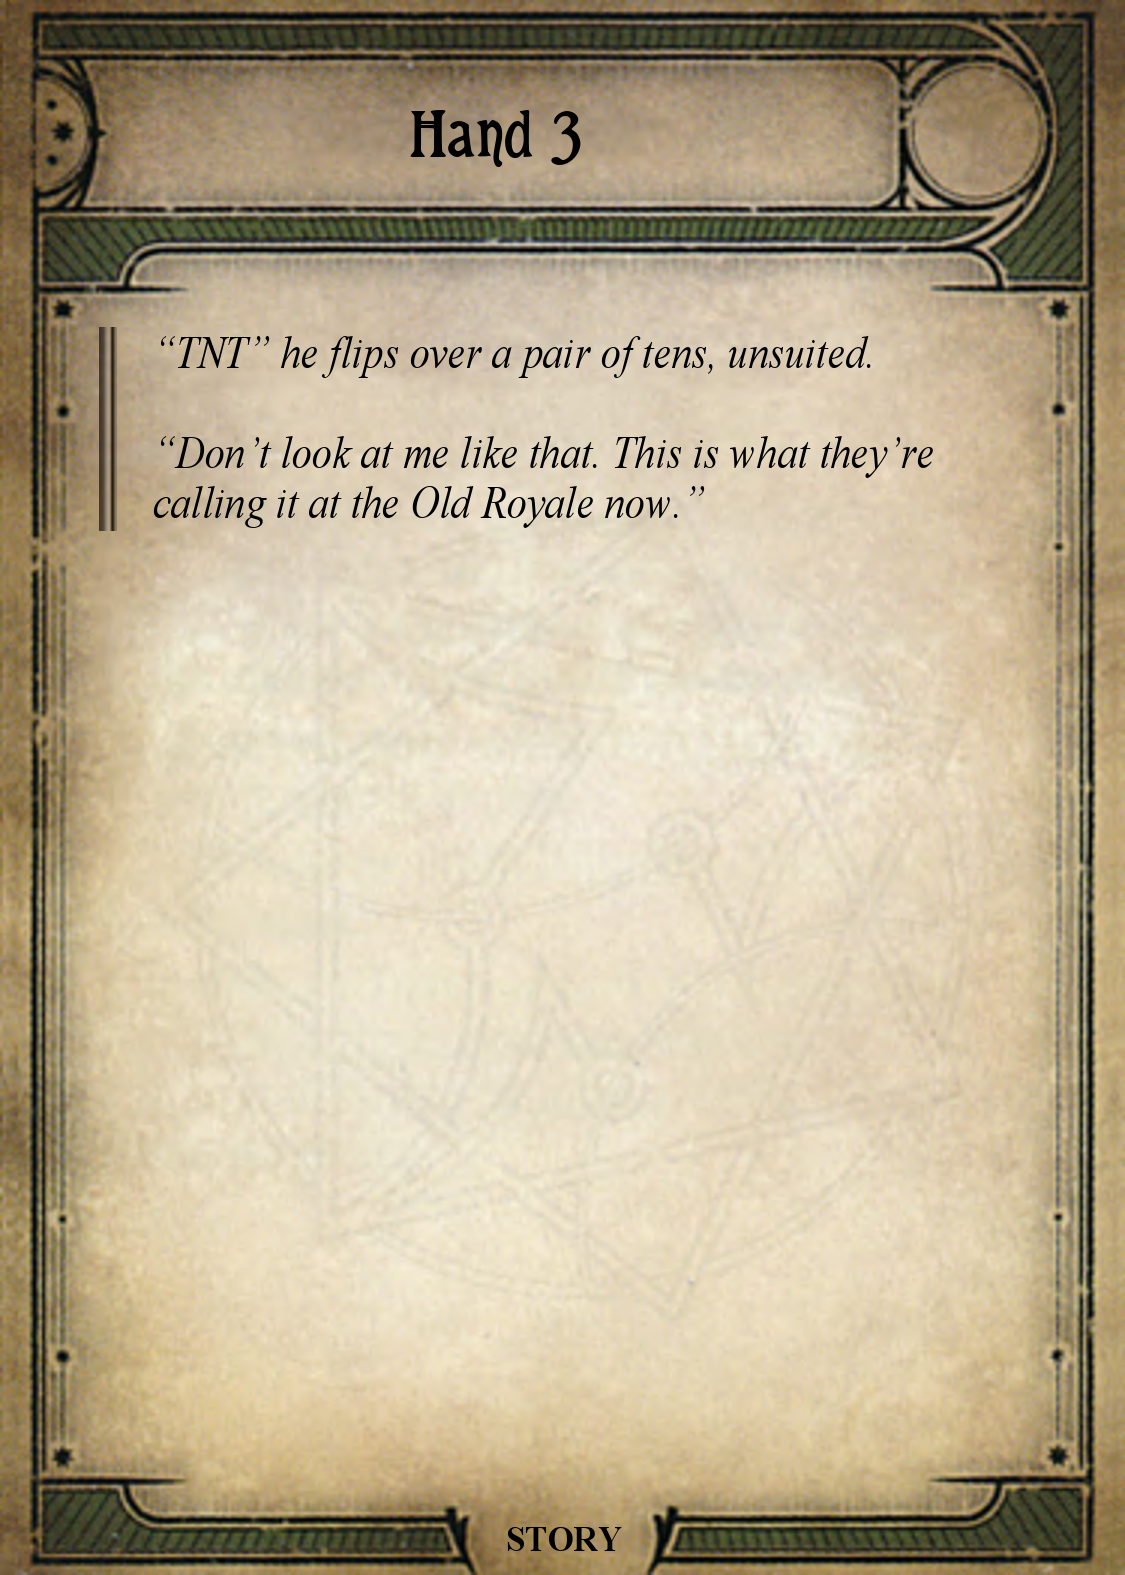 Hand 3
“TNT” he flips over a pair of tens, unsuited.
“Don’t look at me like that. This is what they’re
calling it at the Old Royale now.”
STORY